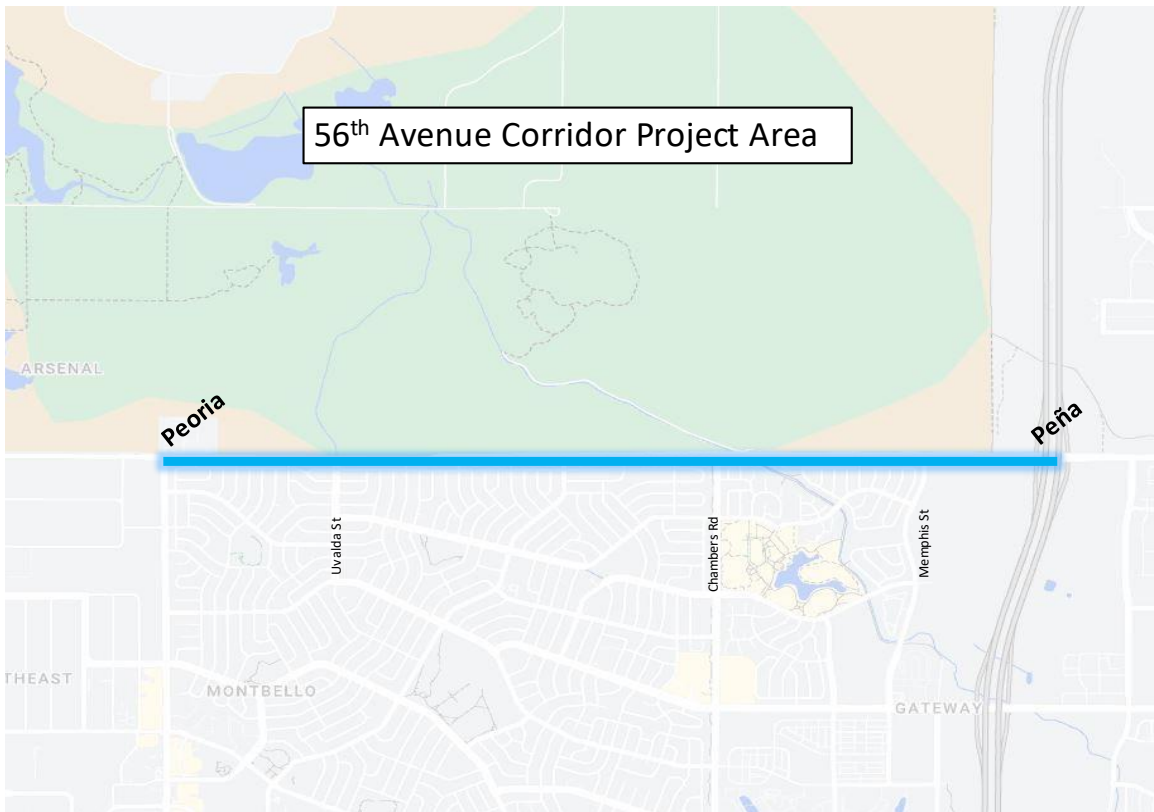 56th Avenue Corridor Project Area
ARSENAL
Peoria
Peña
Uvalda St
Chambers Rd
Memphis St
THEAST
MONTBELLO
GATEWAY